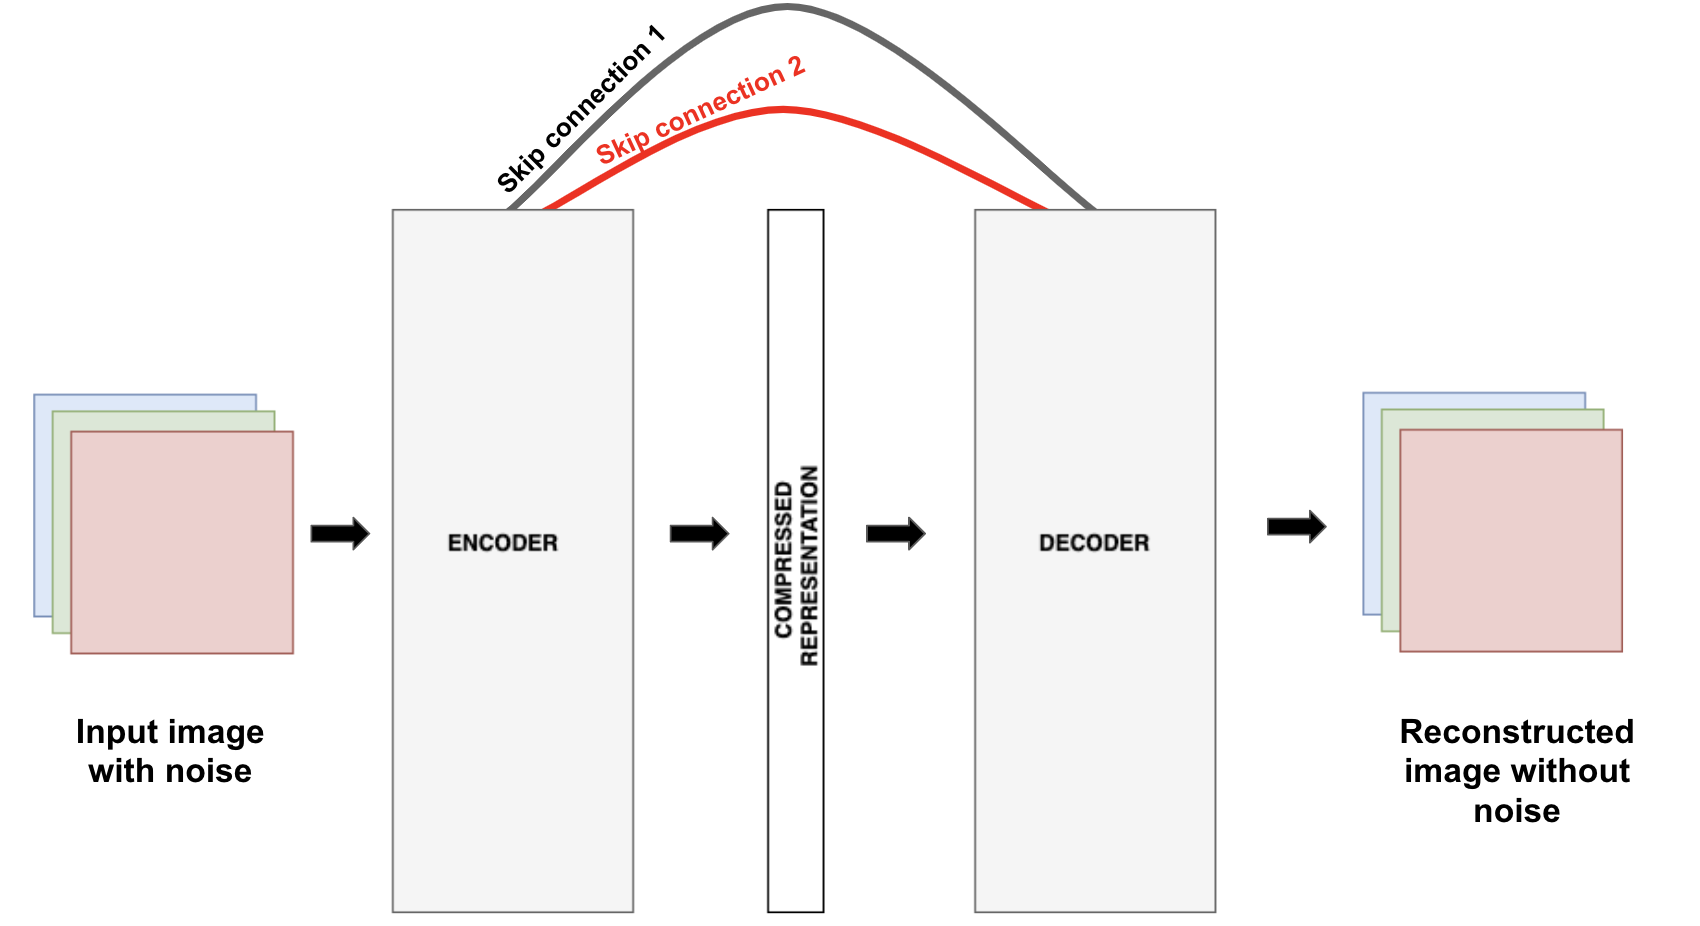 Skip connection 1
Skip connection 2
Input image
with noise
ENCODER
COMPRESSED
REPRESENTATION
DECODER
Reconstructed
image without
noise